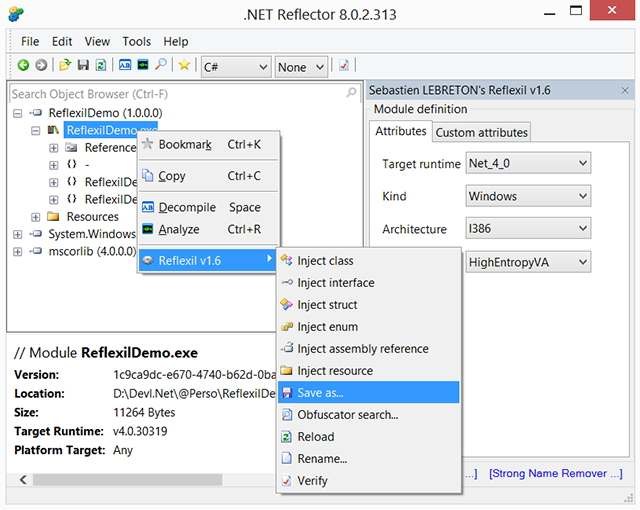 .NET Reflector 8.0.2.313
File Edit View Tools Help
C# None
Search Object Browser (Ctrl-E)
ReflexilDemo (1.0.0.0)
ReflexilDemo.exe
Reference
{ } -
{ } ReflexilDe
{ } ReflexilDe
Resources
System.Windows
mscorlib (4.0.0.0)
Bookmark Ctrl+K
Copy Ctrl+C
Decompile Space
Analyze Ctrl+R
Reflexil v1.6
Inject class
Inject interface
Inject struct
Inject enum
Inject assembly reference
Inject resource
Save as...
Obfuscator search...
Reload
Rename...
Verify
Sebastien LEBRETON's Reflexil v1.6
Module definition
Attributes Custom attributes
Target runtime Net_4_0
Kind Windows
Architecture I386
HighEntropyVA
...] [Strong Name Remover ...]
// Module ReflexilDemo.exe
Version: 1c9ca9dc-e670-4740-b62d-0ba
Location: D:\Devl.Net\@Perso\ReflexilDe
Size: 11264 Bytes
Target Runtime: v4.0.30319
Platform Target: Any